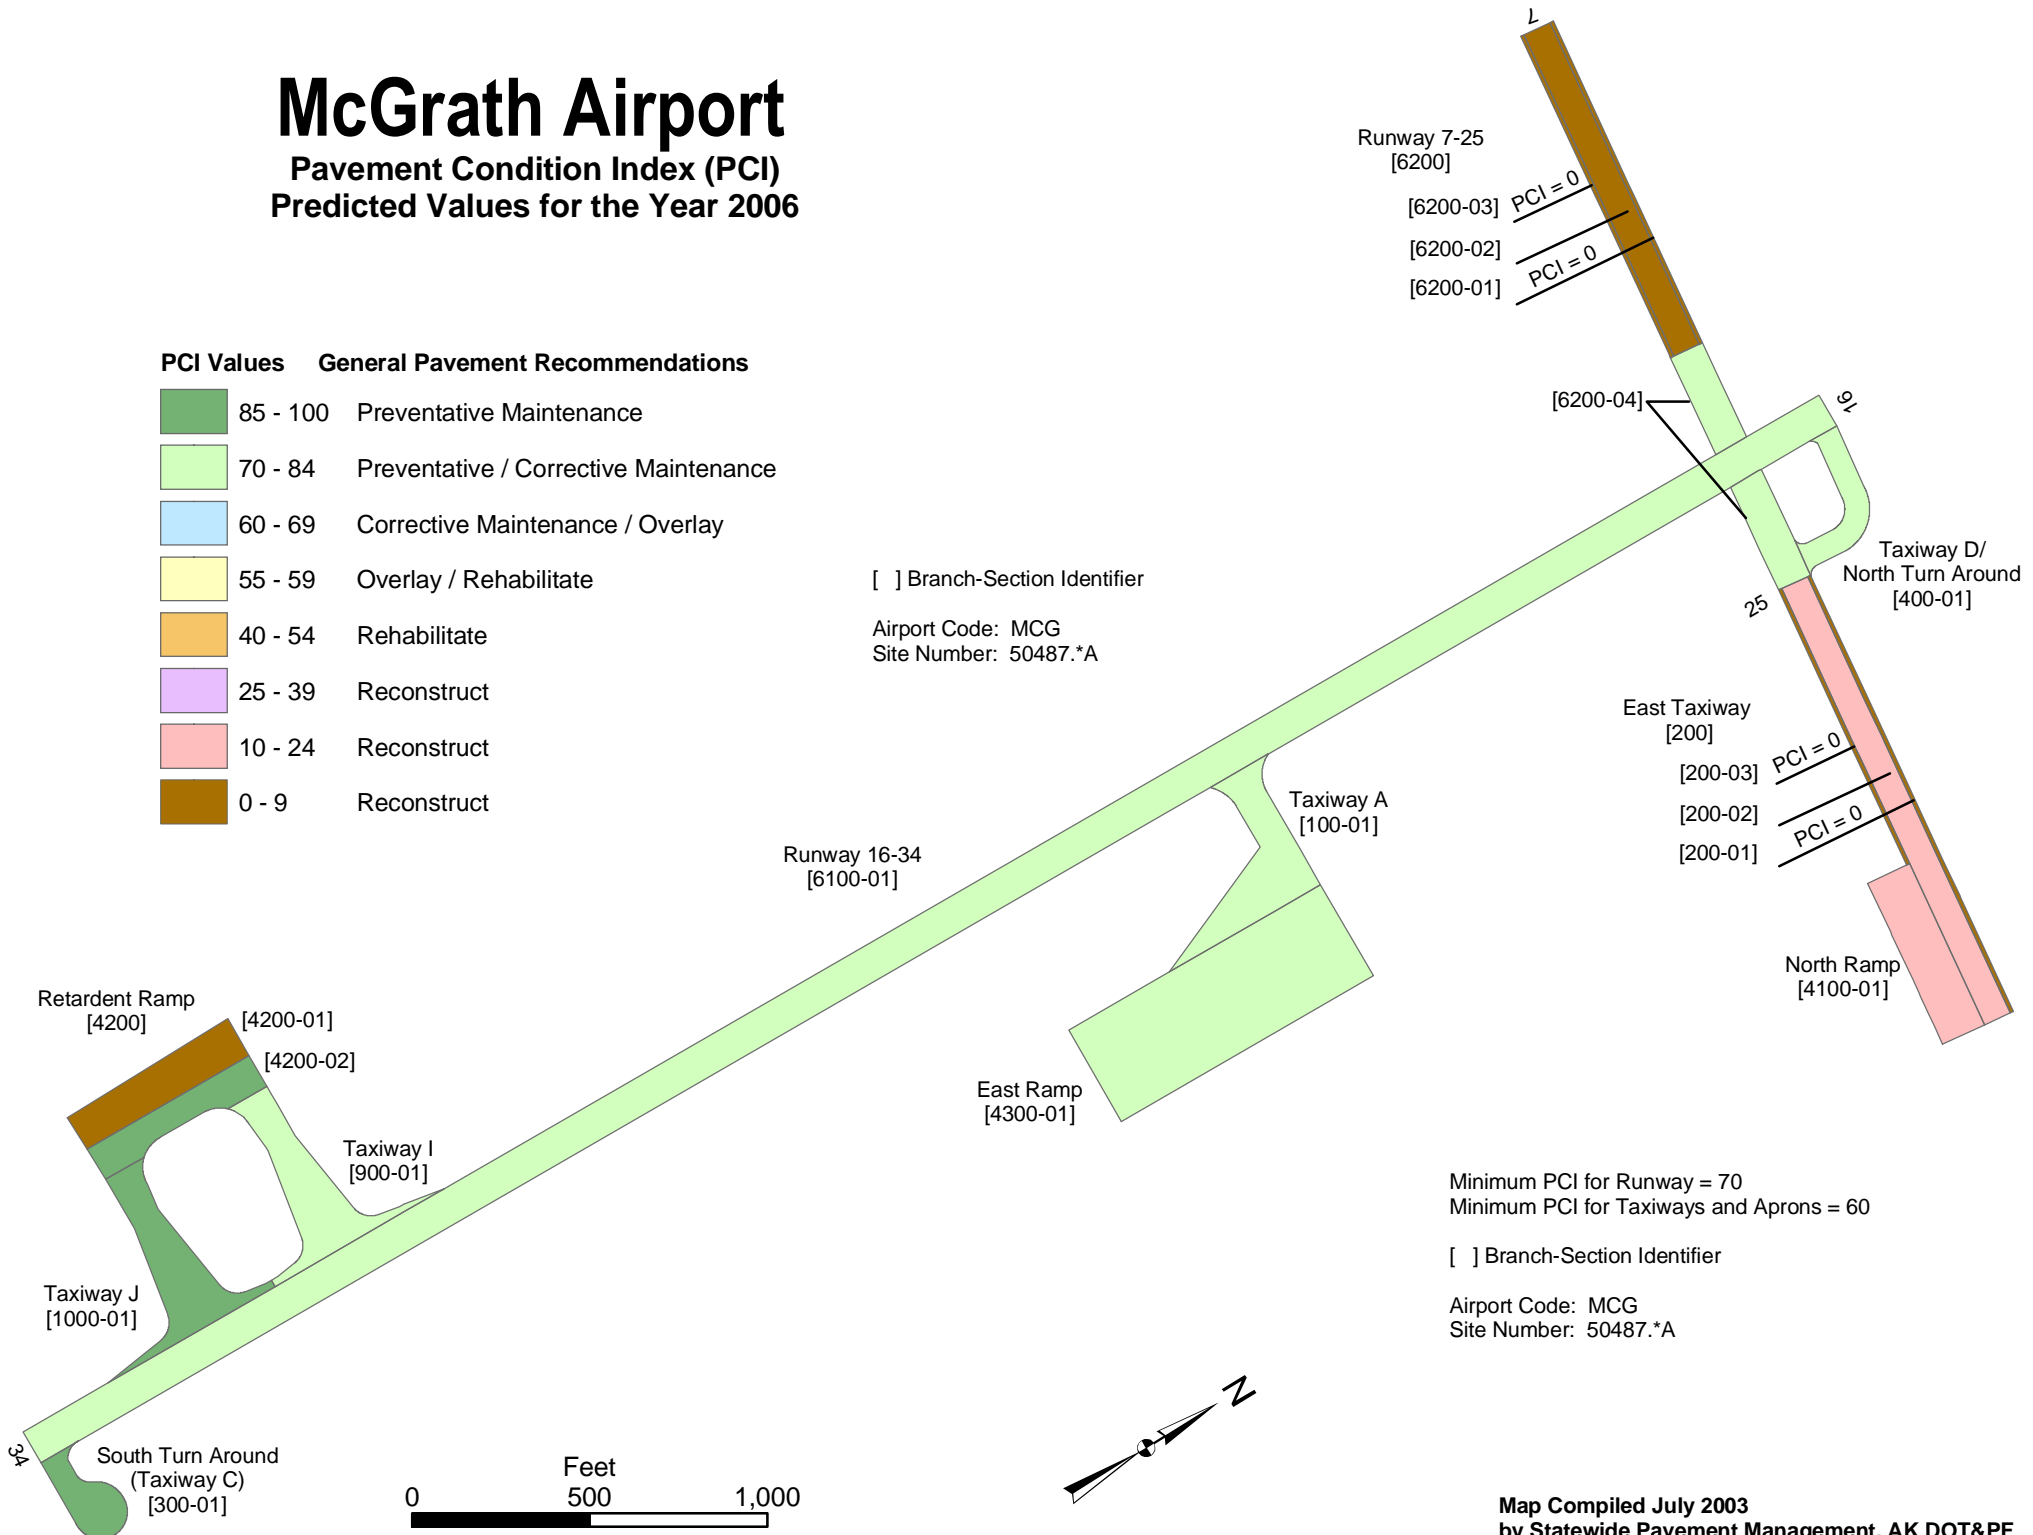 McGrath Airport
Pavement Condition Index (PCI)
Predicted Values for the Year 2006
PCI Values General Pavement Recommendations
85 - 100 Preventative Maintenance
70 - 84 Preventative / Corrective Maintenance
60 - 69 Corrective Maintenance / Overlay
55 - 59 Overlay / Rehabilitate
40 - 54 Rehabilitate
25 - 39 Reconstruct
10 - 24 Reconstruct
0 - 9 Reconstruct
[ ] Branch-Section Identifier
Airport Code: MCG
Site Number: 50487.*A
7
Runway 7-25
[6200]
[6200-03] PCI = 0
[6200-02]
[6200-01] PCI = 0
[6200-04]
16
Taxiway D/
North Turn Around
[400-01]
25
East Taxiway
[200]
[200-03] PCI = 0
[200-02]
[200-01] PCI = 0
North Ramp
[4100-01]
Taxiway A
[100-01]
Runway 16-34
[6100-01]
East Ramp
[4300-01]
Retardent Ramp
[4200]
[4200-01]
[4200-02]
Taxiway I
[900-01]
Taxiway J
[1000-01]
34
South Turn Around
(Taxiway C)
[300-01]
Feet
0 500 1,000
N
Minimum PCI for Runway = 70
Minimum PCI for Taxiways and Aprons = 60
[ ] Branch-Section Identifier
Airport Code: MCG
Site Number: 50487.*A
Map Compiled July 2003
by Statewide Pavement Management, AK DOT&PF